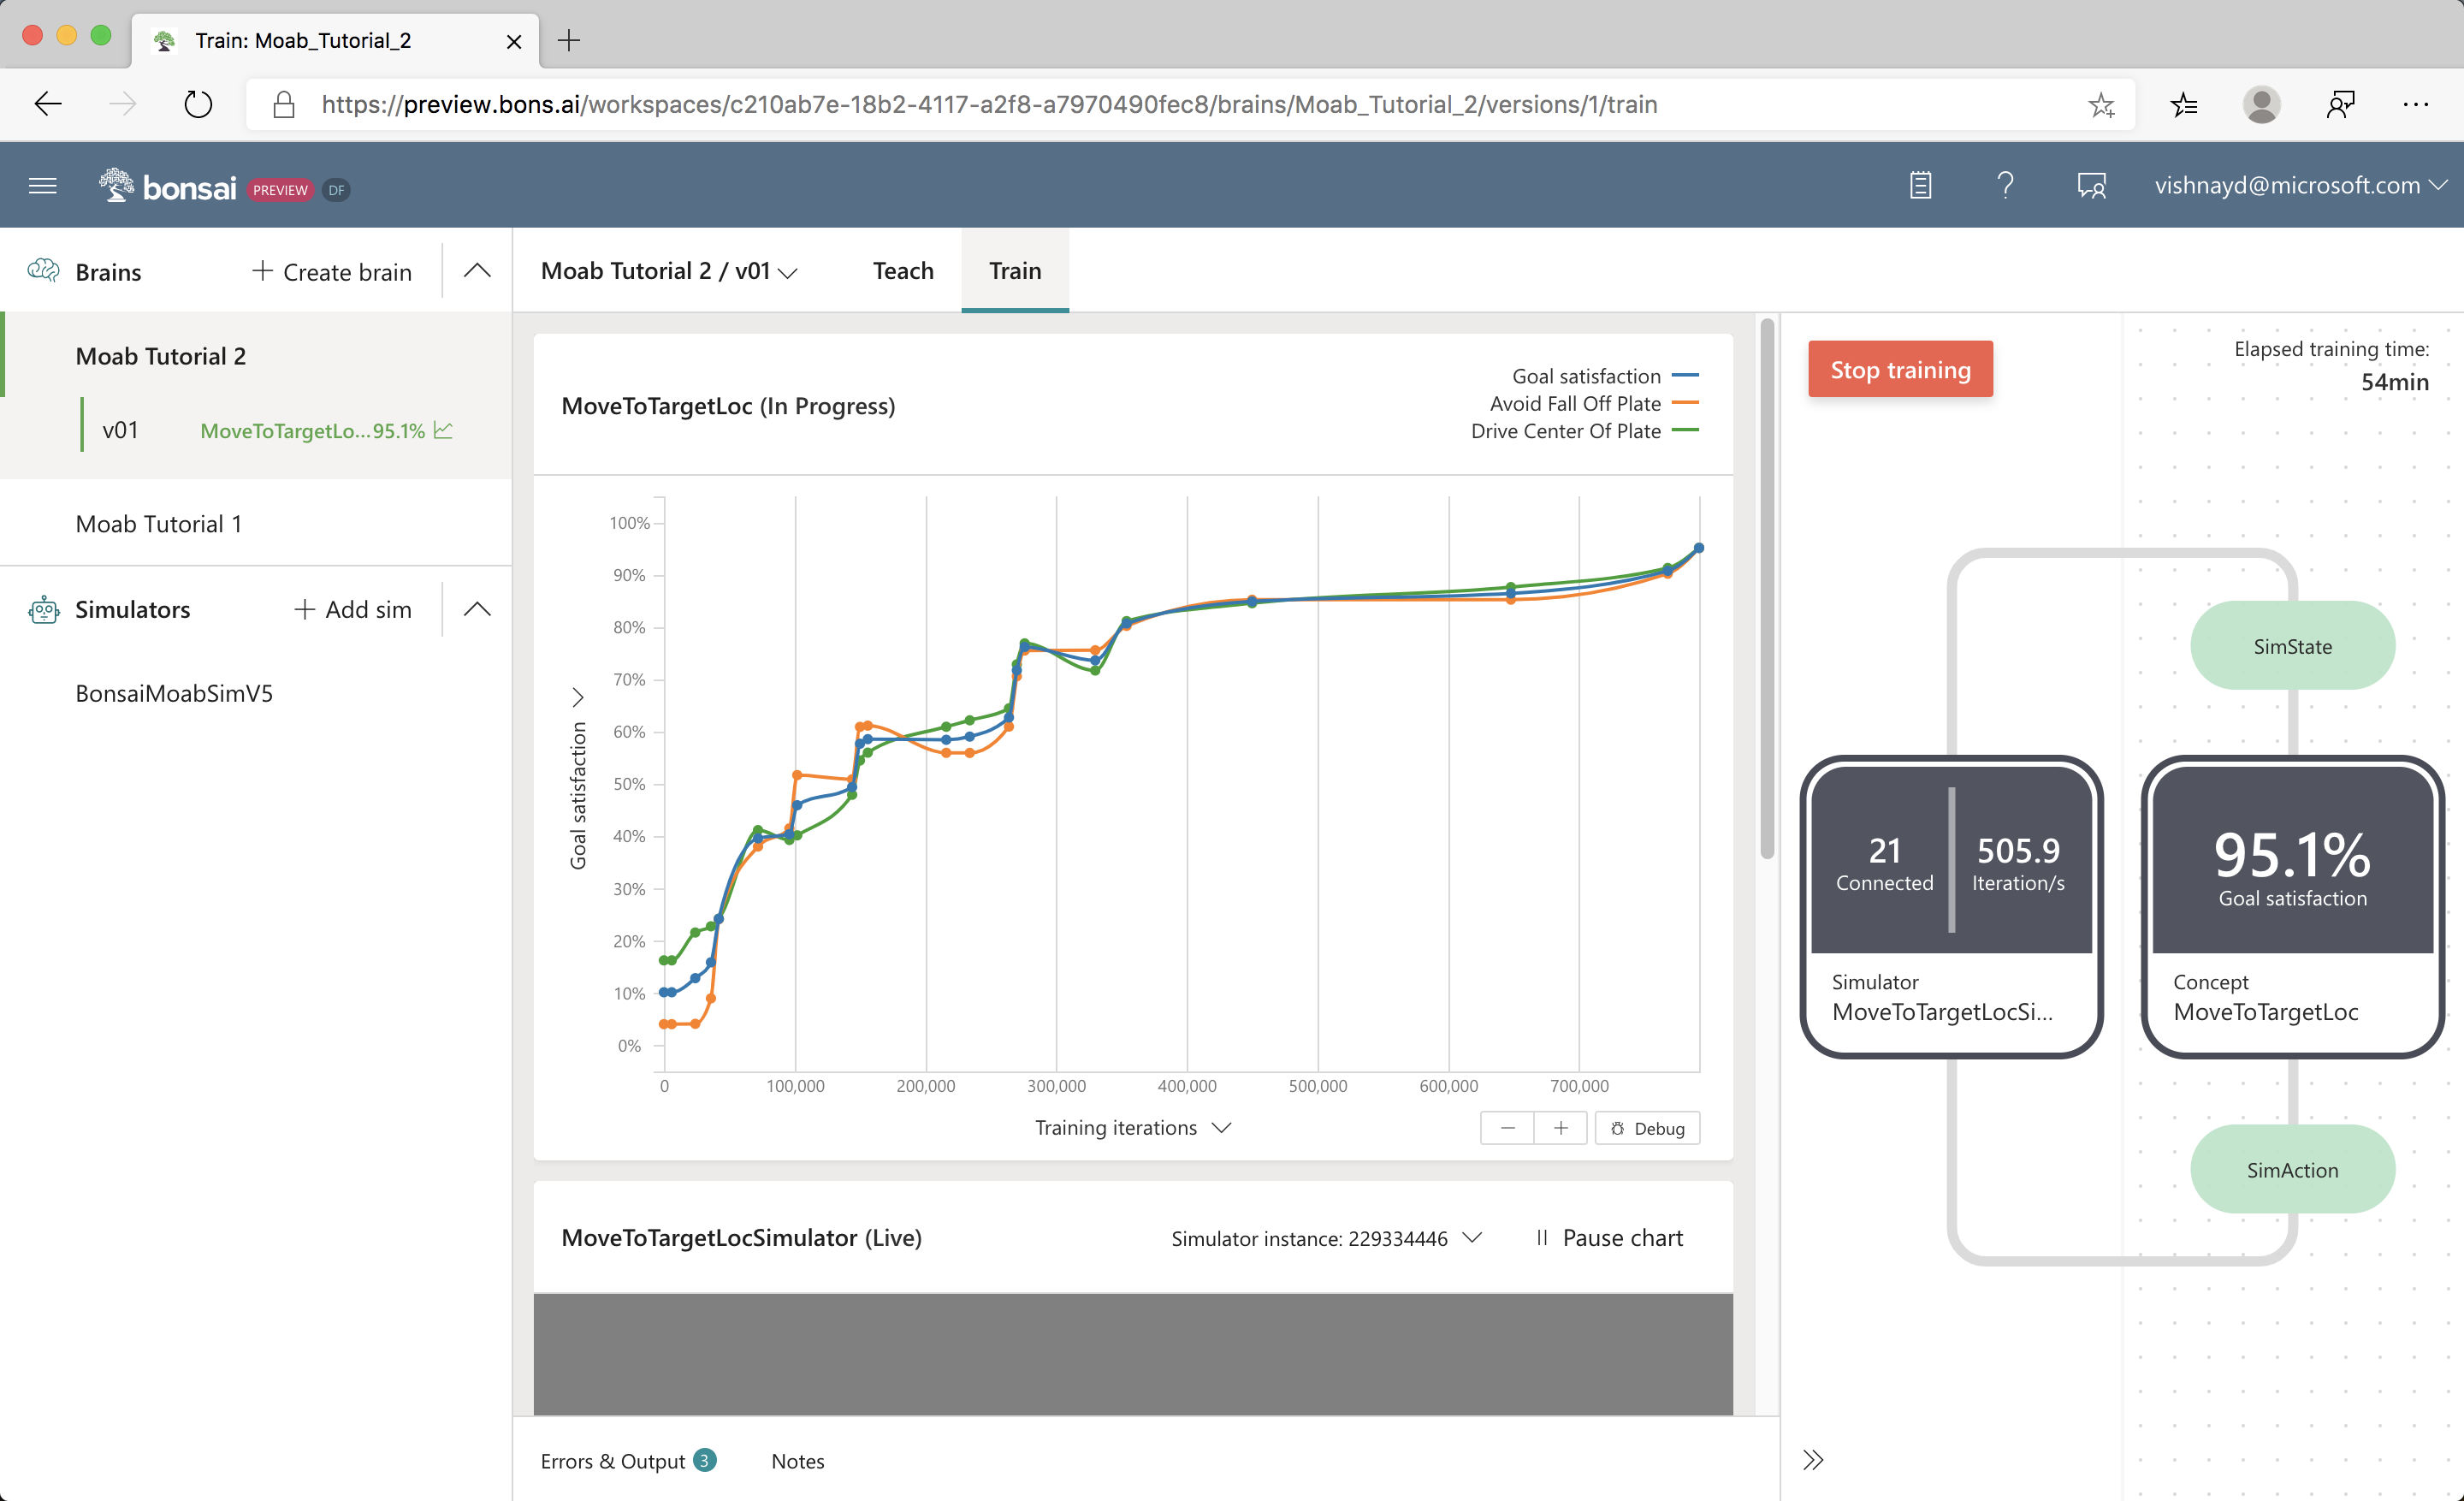 Train: Moab_Tutorial_2
https://preview.bons.ai/workspaces/c210ab7e-18b2-4117-a2f8-a7970490fec8/brains/Moab_Tutorial_2/versions/1/train
bonsai PREVIEW DF
vishnayd@microsoft.com
Brains
Create brain
Moab Tutorial 2
v01 MoveToTargetLo...95.1%
Moab Tutorial 1
Simulators
Add sim
BonsaiMoabSimV5
Moab Tutorial 2 / v01
Teach
Train
MoveToTargetLoc (In Progress)
Goal satisfaction
Avoid Fall Off Plate
Drive Center Of Plate
100%
90%
80%
70%
60%
50%
40%
30%
20%
10%
0%
Goal satisfaction
0 100,000 200,000 300,000 400,000 500,000 600,000 700,000
Training iterations
Debug
MoveToTargetLocSimulator (Live)
Simulator instance: 229334446
Pause chart
Errors & Output 3
Notes
Stop training
Elapsed training time:
54min
SimState
21
Connected
505.9
Iteration/s
Simulator
MoveToTargetLocSi...
95.1%
Goal satisfaction
Concept
MoveToTargetLoc
SimAction